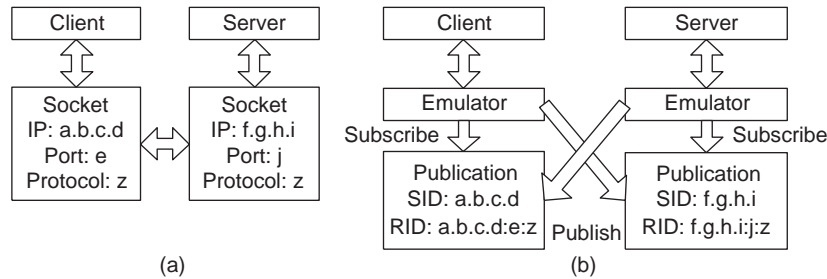 Client
Server
Socket
IP: a.b.c.d
Port: e
Protocol: z
Socket
IP: f.g.h.i
Port: j
Protocol: z
(a)
Client
Server
Emulator
Emulator
Subscribe
Subscribe
Publication
SID: a.b.c.d
RID: a.b.c.d:e:z
Publication
SID: f.g.h.i
RID: f.g.h.i:j:z
Publish
(b)